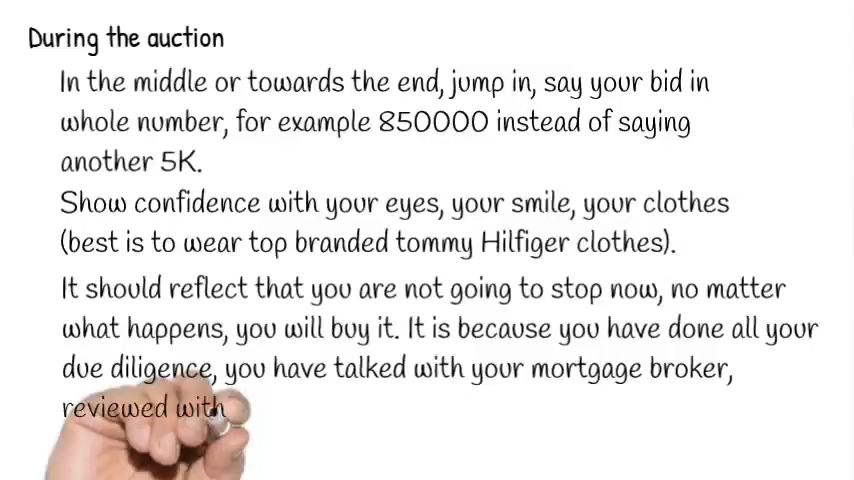 During the auction
In the middle or towards the end, jump in, say your bid in
whole number, for example 850000 instead of saying
another 5K.
Show confidence with your eyes, your smile, your clothes
(best is to wear top branded tommy Hilfiger clothes).
It should reflect that you are not going to stop now, no matter
what happens, you will buy it. It is because you have done all your
due diligence, you have talked with your mortgage broker,
reviewed with